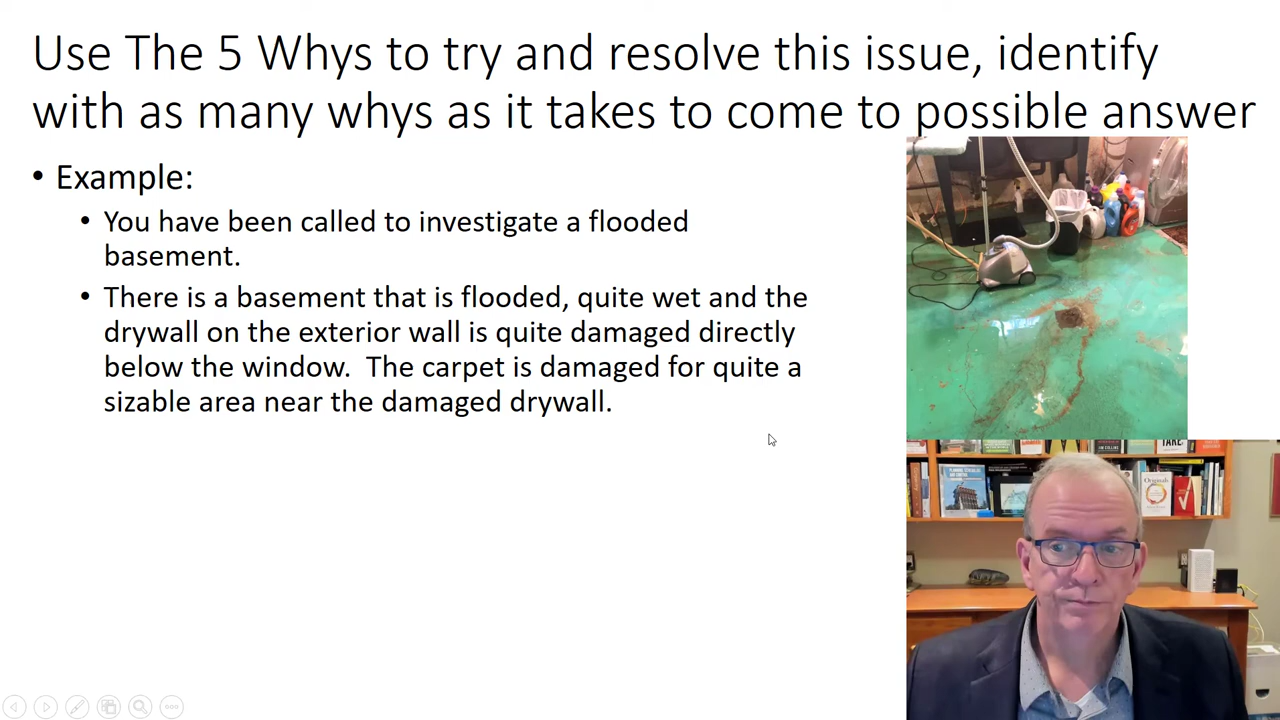 Use The 5 Whys to try and resolve this issue, identify
with as many whys as it takes to come to possible answer
• Example:
• You have been called to investigate a flooded
basement.
• There is a basement that is flooded, quite wet and the
drywall on the exterior wall is quite damaged directly
below the window.  The carpet is damaged for quite a
sizable area near the damaged drywall.
Originals